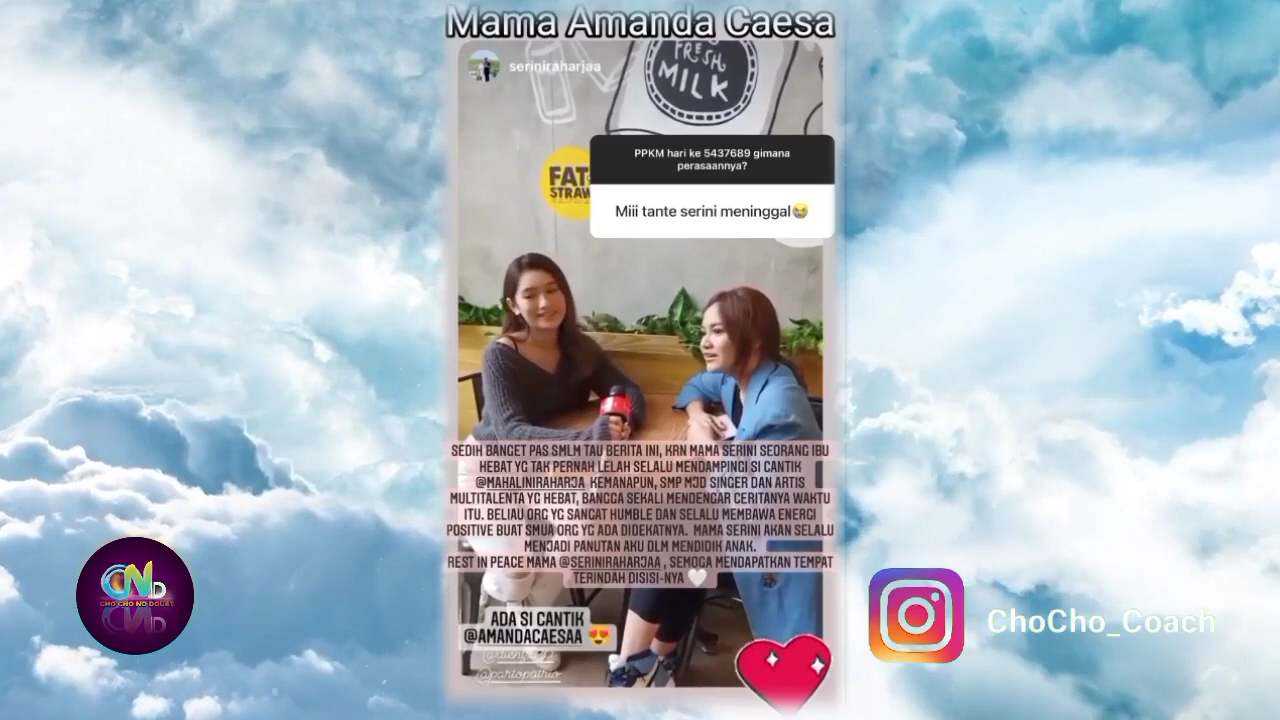 Mama Amanda Caesa
seriniraharjaa
FRESH
MILK
PPKM hari ke 5437689 gimana
perasaannya?
FAT
STRAW
Miii tante serini meninggal😭
SEDIH BANGET PAS SMLM TAU BERITA INI, KRN MAMA SERINI SEORANG IBU
HEBAT YG TAK PERNAH LELAH SELALU MENDAMPINGI SI CANTIK
@MAHALINIRAHARJA KEMANAPUN, SMP MJD SINGER DAN ARTIS
MULTITALENTA YG HEBAT, BANGGA SEKALI MENDENGAR CERITANYA WAKTU
ITU. BELIAU ORG YG SANGAT HUMBLE DAN SELALU MEMBAWA ENERGI
POSITIVE BUAT SMUA ORG YG ADA DIDEKATNYA. MAMA SERINI AKAN SELALU
MENJADI PANUTAN AKU DLM MENDIDIK ANAK.
REST IN PEACE MAMA @SERINIRAHARJAA , SEMOGA MENDAPATKAN TEMPAT
TERINDAH DISISI-NYA 🤍
ADA SI CANTIK
@AMANDACAESAA 😍
@partopatrio
CND
CHO CHO NO DOUBT
ChoCho_Coach